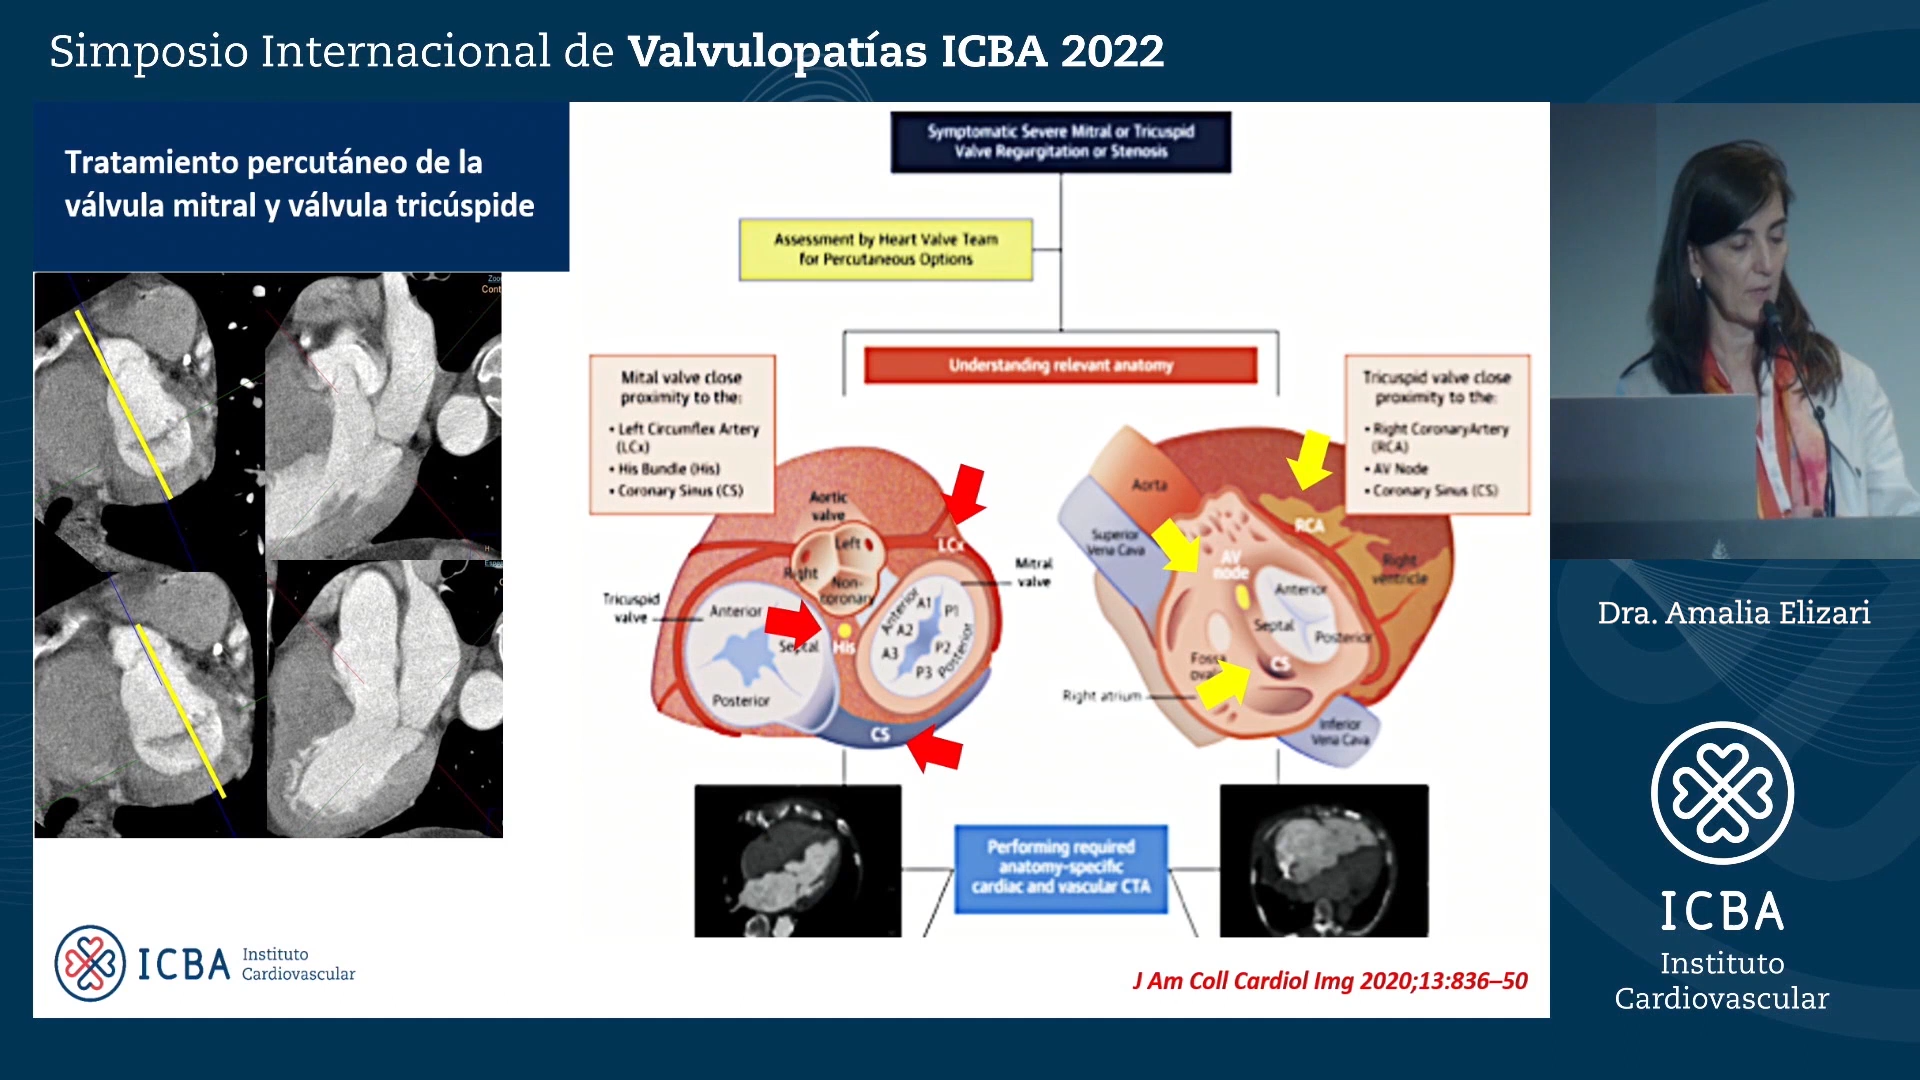 Simposio Internacional de Valvulopatías ICBA 2022
Tratamiento percutáneo de la
válvula mitral y válvula tricúspide
Symptomatic Severe Mitral or Tricuspid
Valve Regurgitation or Stenosis
Assessment by Heart Valve Team
for Percutaneous Options
Understanding relevant anatomy
Mital valve close
proximity to the:
• Left Circumflex Artery
(LCx)
• His Bundle (His)
• Coronary Sinus (CS)
Tricuspid valve close
proximity to the:
• Right CoronaryArtery
(RCA)
• AV Node
• Coronary Sinus (CS)
Aortic
valve
Left
Right
Non-
coronary
LCx
Mitral
valve
Tricuspid
valve
Anterior
Septal
Posterior
His
Anterior
A1
A2
A3
P1
P2
P3
Posterior
CS
Aorta
Superior
Vena Cava
RCA
Right
ventricle
AV
node
Anterior
Septal
Posterior
CS
Right atrium
Inferior
Vena Cava
Performing required
anatomy-specific
cardiac and vascular CTA
J Am Coll Cardiol Img 2020;13:836–50
ICBA
Instituto
Cardiovascular
Dra. Amalia Elizari
ICBA
Instituto
Cardiovascular